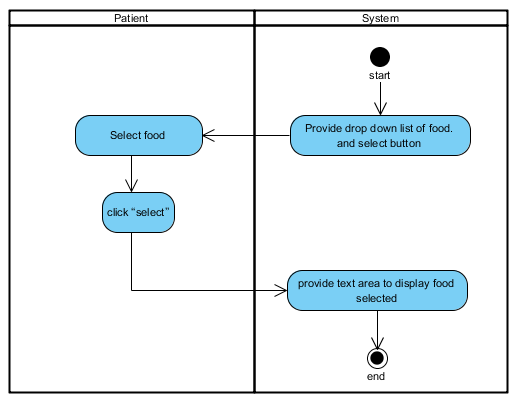 Patient
System
start
Provide drop down list of food.
and select button
Select food
click “select”
provide text area to display food
selected
end